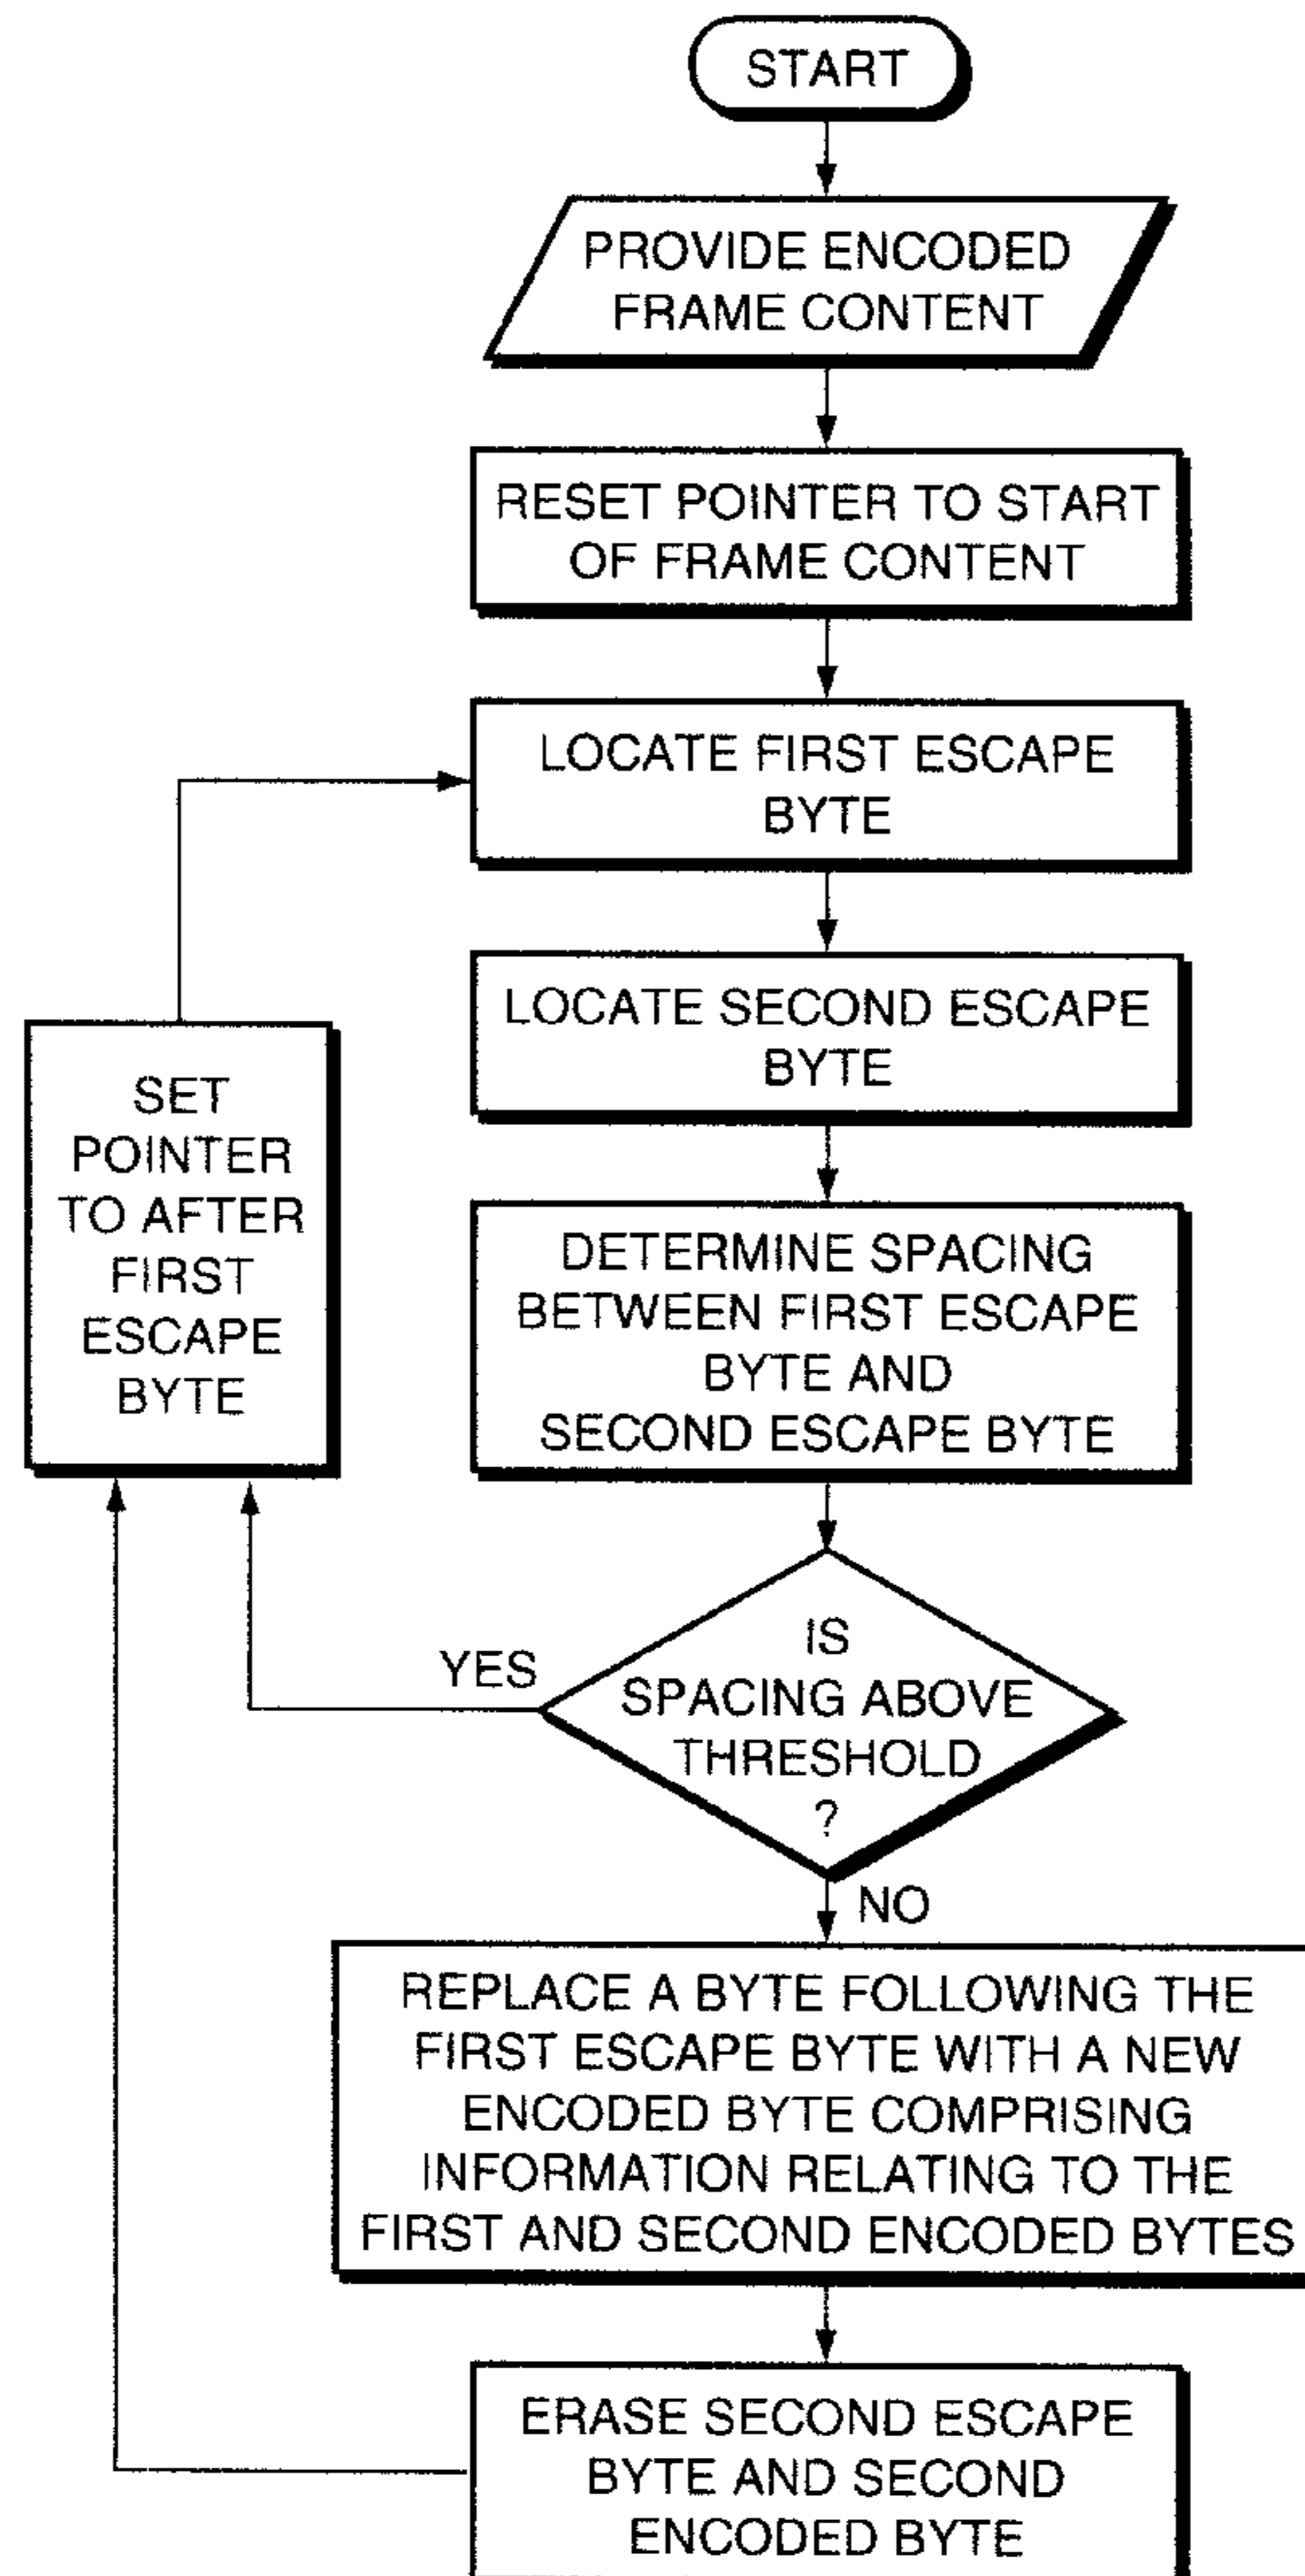 START
PROVIDE ENCODED
FRAME CONTENT
RESET POINTER TO START
OF FRAME CONTENT
LOCATE FIRST ESCAPE
BYTE
LOCATE SECOND ESCAPE
BYTE
SET
POINTER
TO AFTER
FIRST
ESCAPE
BYTE
DETERMINE SPACING
BETWEEN FIRST ESCAPE
BYTE AND
SECOND ESCAPE BYTE
IS
SPACING ABOVE
THRESHOLD
?
YES
NO
REPLACE A BYTE FOLLOWING THE
FIRST ESCAPE BYTE WITH A NEW
ENCODED BYTE COMPRISING
INFORMATION RELATING TO THE
FIRST AND SECOND ENCODED BYTES
ERASE SECOND ESCAPE
BYTE AND SECOND
ENCODED BYTE